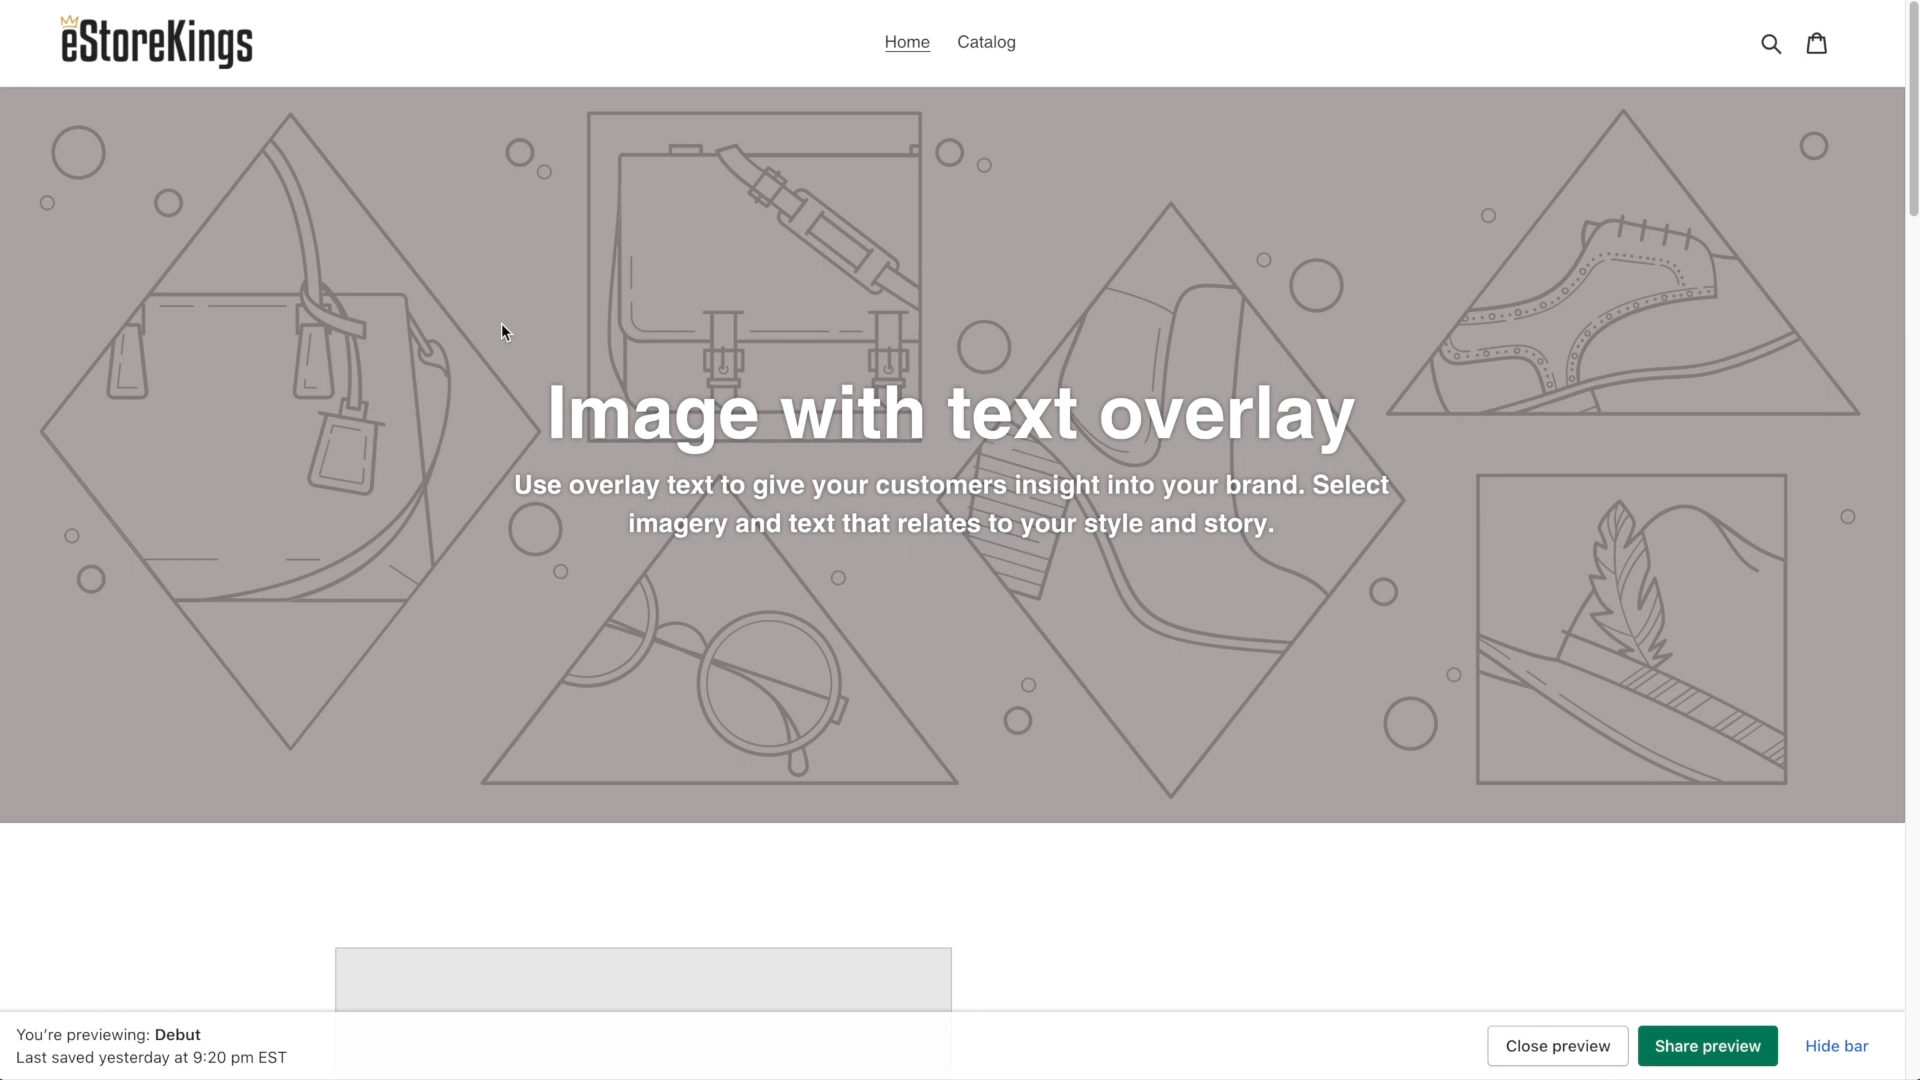 eStoreKings
Home
Catalog
Image with text overlay
Use overlay text to give your customers insight into your brand. Select
imagery and text that relates to your style and story.
You’re previewing: Debut
Last saved yesterday at 9:20 pm EST
Close preview
Share preview
Hide bar